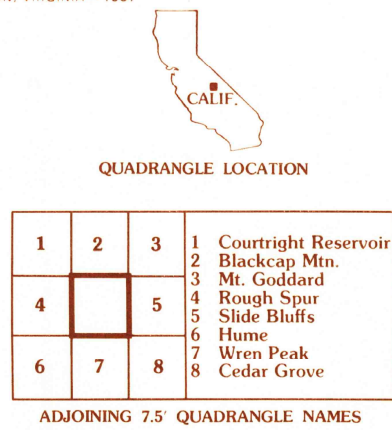 CALIF.
QUADRANGLE LOCATION
1 2 3
4 5
6 7 8
1 Courtright Reservoir
2 Blackcap Mtn.
3 Mt. Goddard
4 Rough Spur
5 Slide Bluffs
6 Hume
7 Wren Peak
8 Cedar Grove
ADJOINING 7.5′ QUADRANGLE NAMES